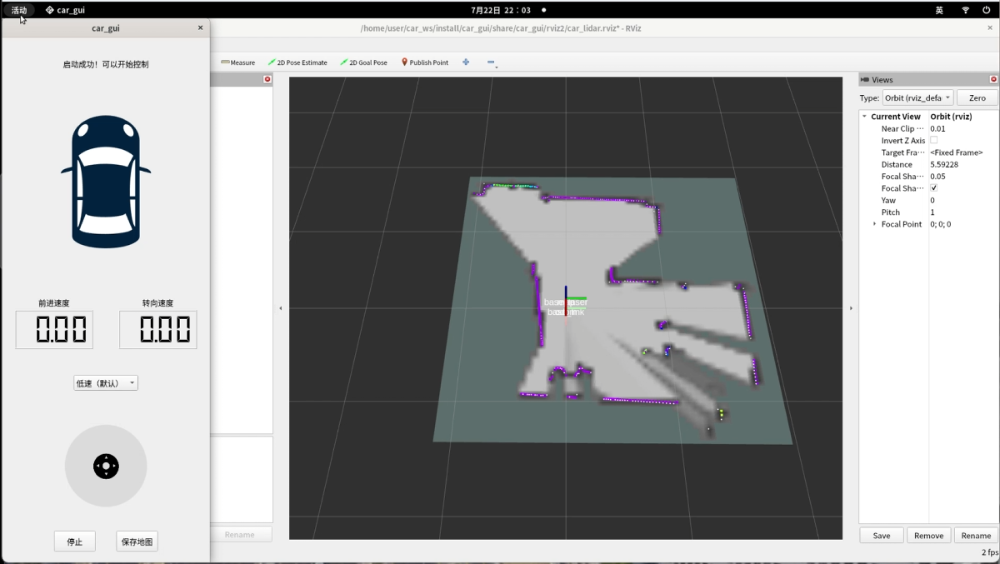 活动 car_gui 7月22日 22：03 英
car_gui
/home/user/car_ws/install/car_gui/share/car_gui/rviz2/car_lidar.rviz* - RViz
启动成功！可以开始控制
Measure 2D Pose Estimate 2D Goal Pose Publish Point
Views
Type: Orbit (rviz_defa Zero
Current View Orbit (rviz)
Near Clip ··· 0.01
Invert Z Axis
Target Fra··· <Fixed Frame>
Distance 5.59228
Focal Sha··· 0.05
Focal Sha··· ✓
Yaw 0
Pitch 1
Focal Point 0; 0; 0
前进速度 转向速度
0.00 0.00
低速（默认）
停止 保存地图
Rename
Save Remove Rename
2 fps